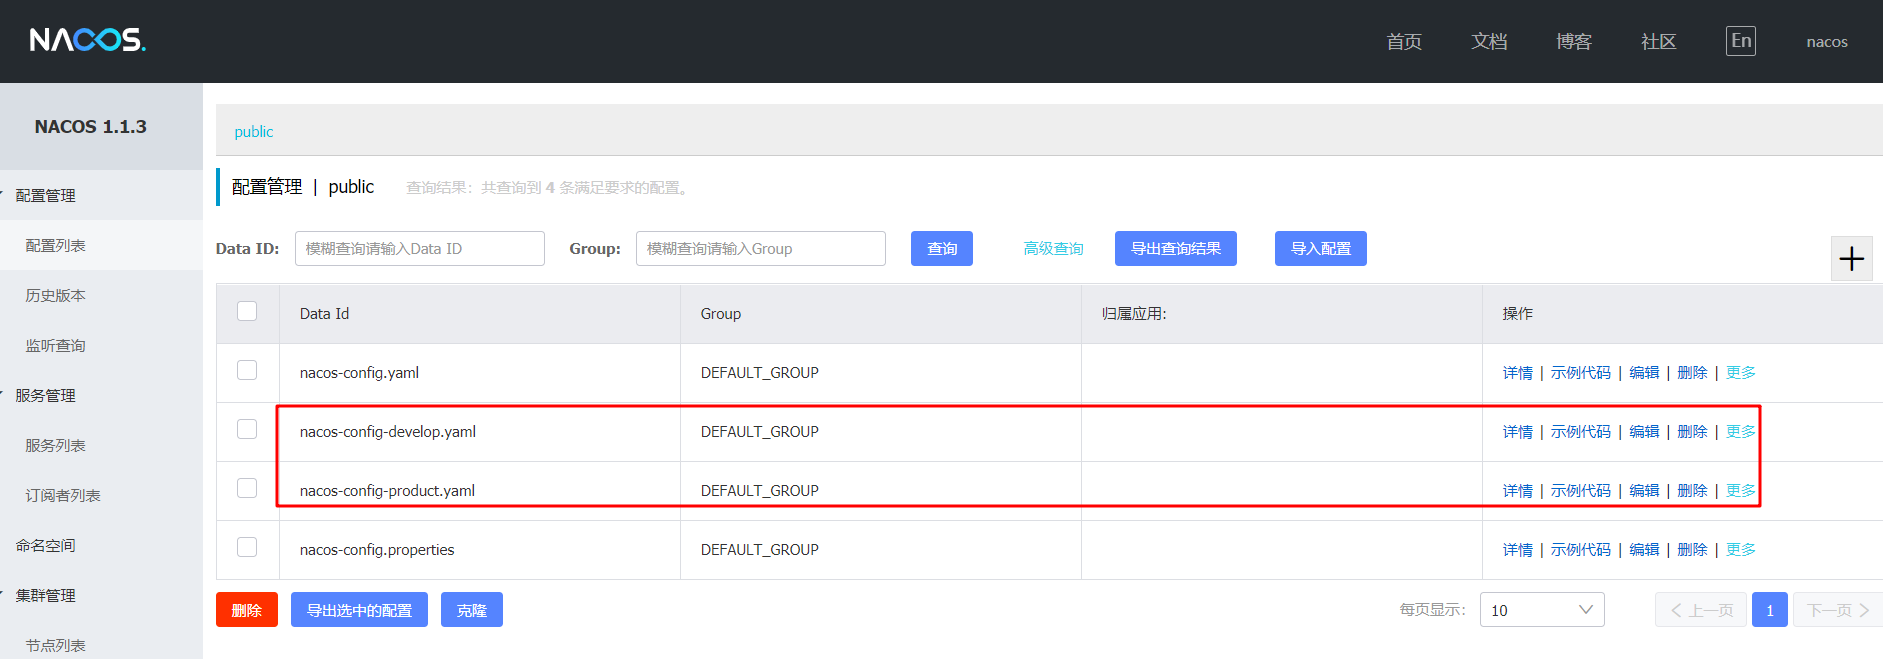 NACOS.
首页 文档 博客 社区 En nacos
NACOS 1.1.3
配置管理
配置列表
历史版本
监听查询
服务管理
服务列表
订阅者列表
命名空间
集群管理
节点列表
public
配置管理 | public 查询结果：共查询到 4 条满足要求的配置。
Data ID: 模糊查询请输入Data ID Group: 模糊查询请输入Group 查询 高级查询 导出查询结果 导入配置
Data Id Group 归属应用: 操作
nacos-config.yaml DEFAULT_GROUP 详情 | 示例代码 | 编辑 | 删除 | 更多
nacos-config-develop.yaml DEFAULT_GROUP 详情 | 示例代码 | 编辑 | 删除 | 更多
nacos-config-product.yaml DEFAULT_GROUP 详情 | 示例代码 | 编辑 | 删除 | 更多
nacos-config.properties DEFAULT_GROUP 详情 | 示例代码 | 编辑 | 删除 | 更多
删除 导出选中的配置 克隆 每页显示: 10 上一页 1 下一页